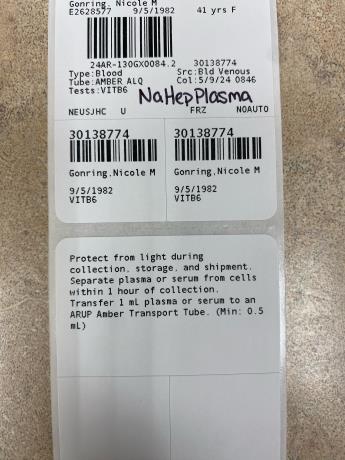 Gonring, Nicole M
E2628577 9/5/1982 41 yrs F
24AR-130GX0084.2 30138774
Type:Blood Src:Bld Venous
Tube:AMBER ALQ Col:5/9/24 0846
Tests:VITB6
NaHepPlasma
NEUSJHC U FRZ NOAUTO
30138774 30138774
Gonring,Nicole M Gonring,Nicole M
9/5/1982 9/5/1982
VITB6 VITB6
Protect from light during
collection, storage, and shipment.
Separate plasma or serum from cells
within 1 hour of collection.
Transfer 1 mL plasma or serum to an
ARUP Amber Transport Tube. (Min: 0.5
mL)